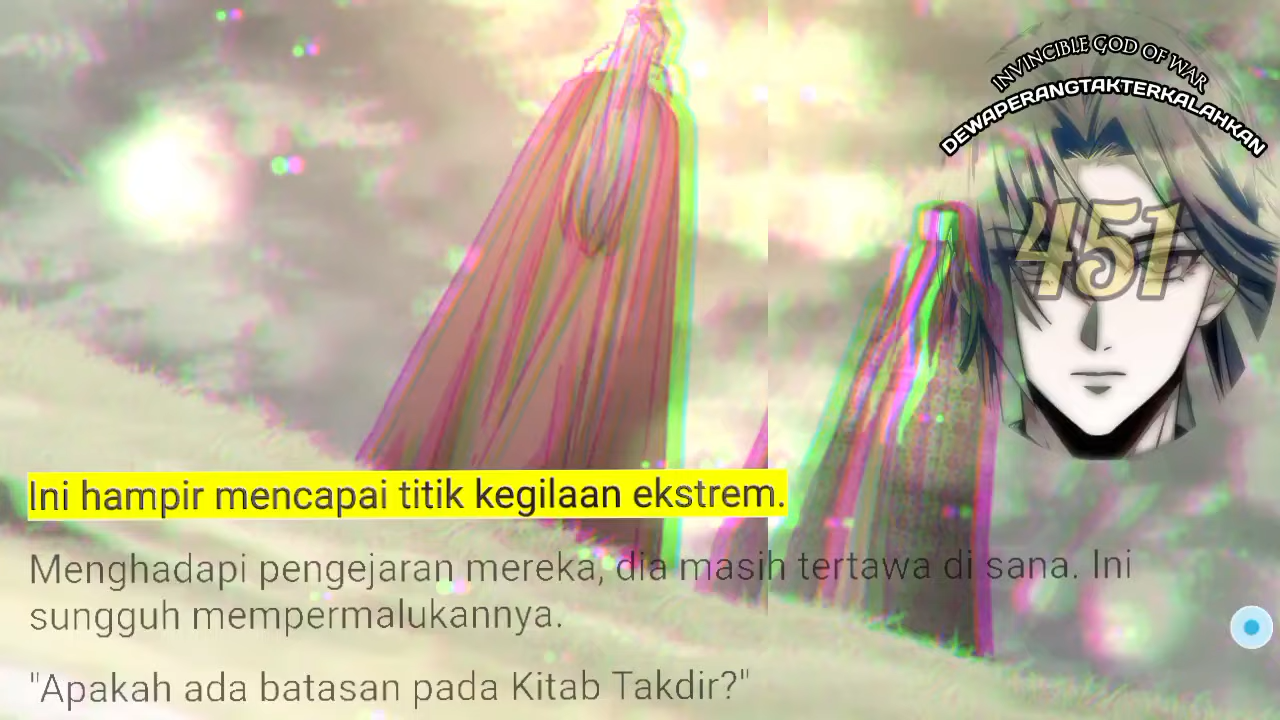 INVINCIBLE GOD OF WAR
DEWAPERANGTAKTERKALAHKAN
451
Ini hampir mencapai titik kegilaan ekstrem.
Menghadapi pengejaran mereka, dia masih tertawa di sana. Ini
sungguh mempermalukannya.
"Apakah ada batasan pada Kitab Takdir?"